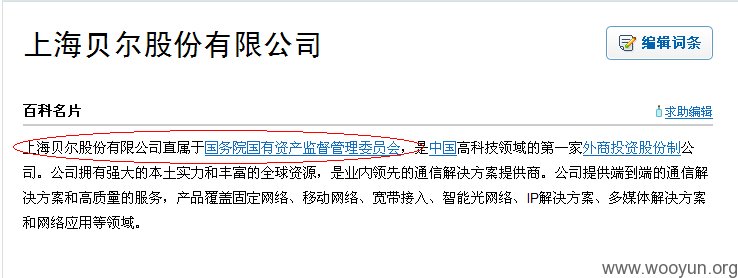 上海贝尔股份有限公司
编辑词条
百科名片
求助编辑
上海贝尔股份有限公司直属于国务院国有资产监督管理委员会，是中国高科技领域的第一家外商投资股份制公
司。公司拥有强大的本土实力和丰富的全球资源，是业内领先的通信解决方案提供商。公司提供端到端的通信解
决方案和高质量的服务，产品覆盖固定网络、移动网络、宽带接入、智能光网络、IP解决方案、多媒体解决方案
和网络应用等领域。
www.wooyun.org